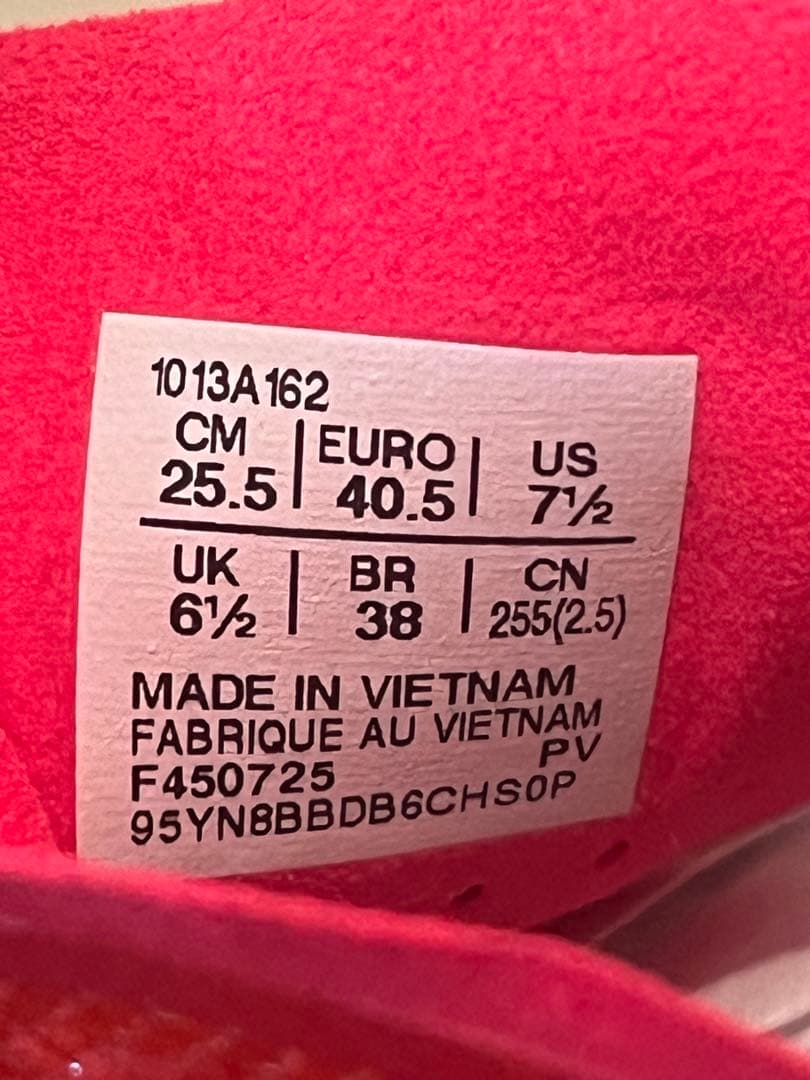 1013A162
CM | EURO | US
25.5 | 40.5 | 7½
UK | BR | CN
6½ | 38 | 255(2.5)
MADE IN VIETNAM
FABRIQUE AU VIETNAM
PV
F450725
95YN8BBDB6CHS0P